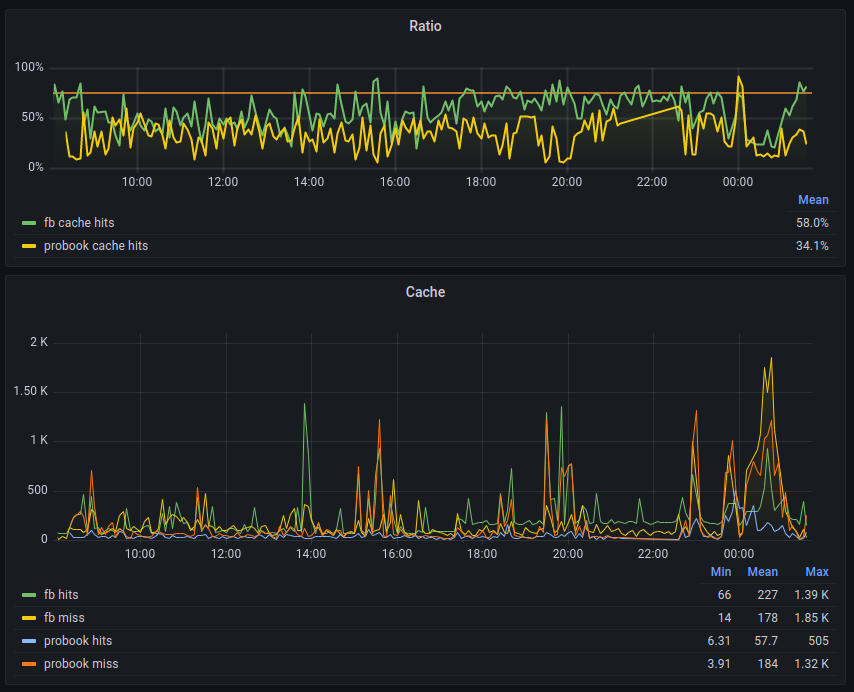 Ratio
100%
50%
0%
10:00 12:00 14:00 16:00 18:00 20:00 22:00 00:00
Mean
fb cache hits 58.0%
probook cache hits 34.1%
Cache
2 K
1.50 K
1 K
500
0
10:00 12:00 14:00 16:00 18:00 20:00 22:00 00:00
Min Mean Max
fb hits 66 227 1.39 K
fb miss 14 178 1.85 K
probook hits 6.31 57.7 505
probook miss 3.91 184 1.32 K